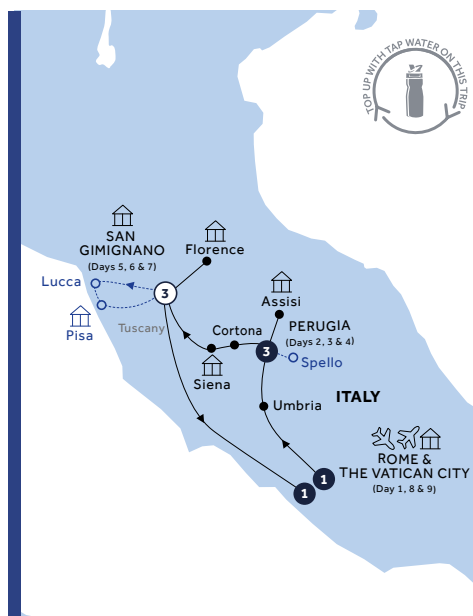 TOP UP WITH TAP WATER ON THIS TRIP
SAN
GIMIGNANO
(Days 5, 6 & 7)
Florence
Lucca
3
Pisa
Tuscany
Assisi
Cortona
PERUGIA
(Days 2, 3 & 4)
3
Spello
Siena
ITALY
Umbria
ROME &
THE VATICAN CITY
(Day 1, 8 & 9)
1
1